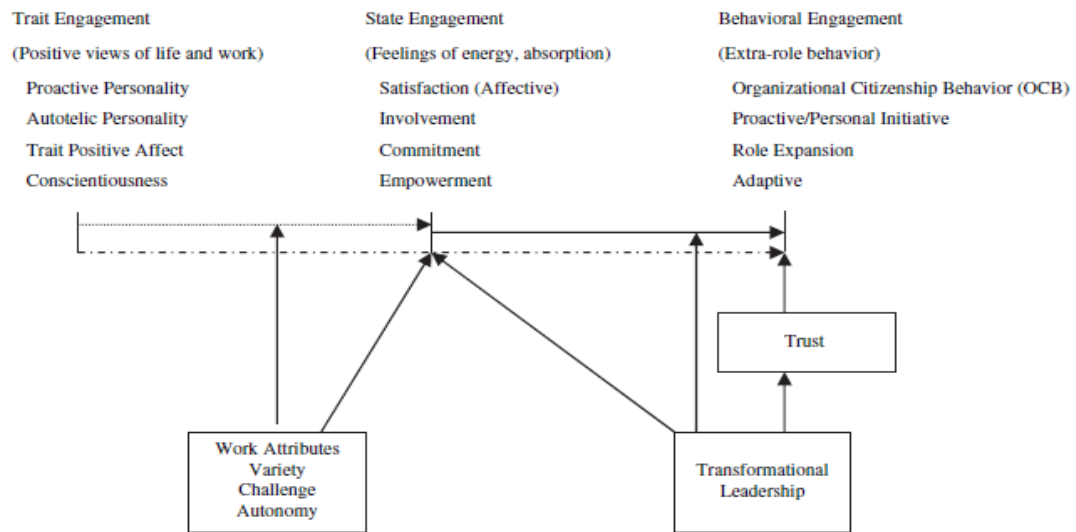 Trait Engagement
(Positive views of life and work)
Proactive Personality
Autotelic Personality
Trait Positive Affect
Conscientiousness
State Engagement
(Feelings of energy, absorption)
Satisfaction (Affective)
Involvement
Commitment
Empowerment
Behavioral Engagement
(Extra-role behavior)
Organizational Citizenship Behavior (OCB)
Proactive/Personal Initiative
Role Expansion
Adaptive
Trust
Work Attributes
Variety
Challenge
Autonomy
Transformational
Leadership